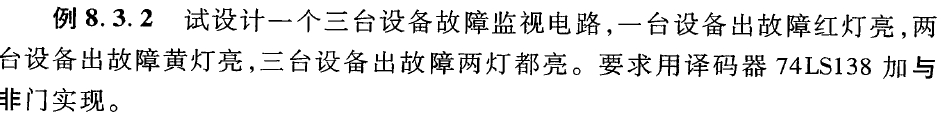 例 8.3.2 试设计一个三台设备故障监视电路,一台设备出故障红灯亮,两
台设备出故障黄灯亮,三台设备出故障两灯都亮。要求用译码器 74LS138 加与
非门实现。